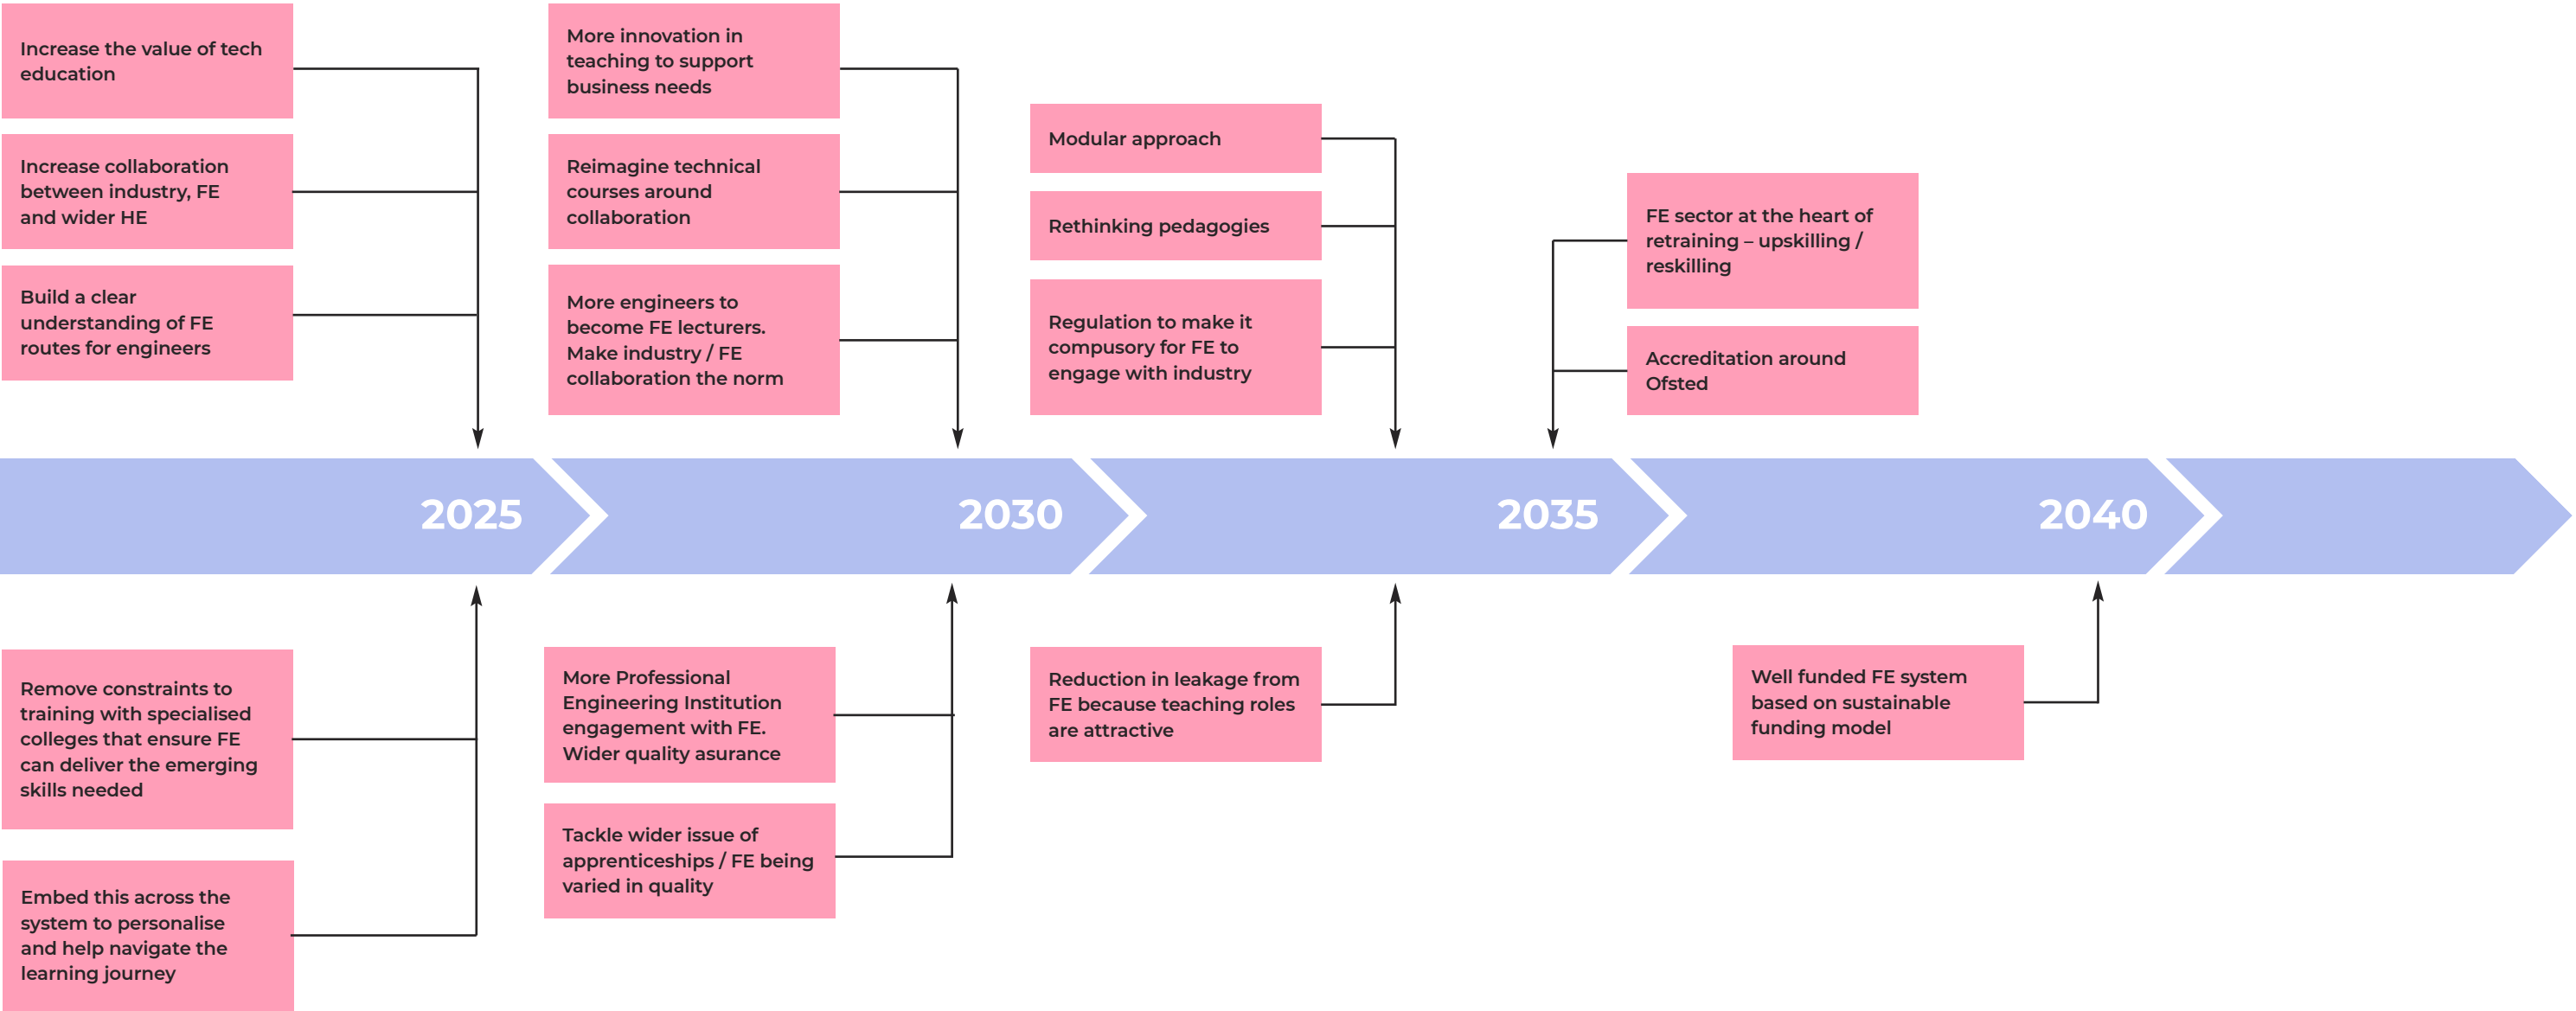 Increase the value of tech
education
Increase collaboration
between industry, FE
and wider HE
Build a clear
understanding of FE
routes for engineers
More innovation in
teaching to support
business needs
Reimagine technical
courses around
collaboration
More engineers to
become FE lecturers.
Make industry / FE
collaboration the norm
Modular approach
Rethinking pedagogies
Regulation to make it
compusory for FE to
engage with industry
FE sector at the heart of
retraining – upskilling /
reskilling
Accreditation around
Ofsted
2025
2030
2035
2040
Remove constraints to
training with specialised
colleges that ensure FE
can deliver the emerging
skills needed
Embed this across the
system to personalise
and help navigate the
learning journey
More Professional
Engineering Institution
engagement with FE.
Wider quality asurance
Tackle wider issue of
apprenticeships / FE being
varied in quality
Reduction in leakage from
FE because teaching roles
are attractive
Well funded FE system
based on sustainable
funding model